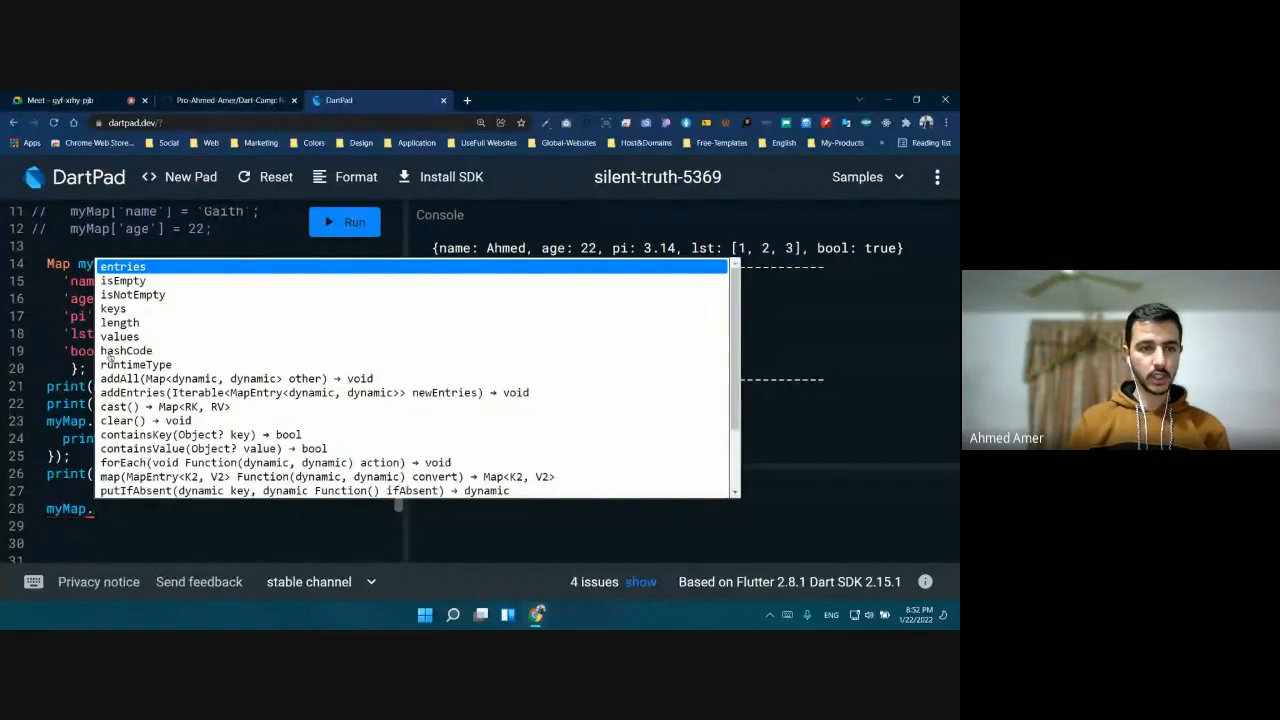 Meet – gyf-xrhy-pjb
Pro-Ahmed-Amer/Dart-Camp: R
DartPad
dartpad.dev/?
Apps
Chrome Web Store...
Social
Web
Marketing
Colors
Design
Application
UseFull Websites
Global-Websites
Host&Domains
Free-Templates
English
My-Products
»
Reading list
DartPad
<> New Pad
Reset
Format
Install SDK
silent-truth-5369
Samples
11 // myMap['name'] = 'Gaith';
12 // myMap['age'] = 22;
13
14 Map my
15 'nam
16 'age
17 'pi'
18 'lst
19 'boo
20 };
21 print(
22 print(
23 myMap.
24 prin
25 });
26 print(
27
28 myMap.
29
30
31
Run
entries
isEmpty
isNotEmpty
keys
length
values
hashCode
runtimeType
addAll(Map<dynamic, dynamic> other) → void
addEntries(Iterable<MapEntry<dynamic, dynamic>> newEntries) → void
cast() → Map<RK, RV>
clear() → void
containsKey(Object? key) → bool
containsValue(Object? value) → bool
forEach(void Function(dynamic, dynamic) action) → void
map(MapEntry<K2, V2> Function(dynamic, dynamic) convert) → Map<K2, V2>
putIfAbsent(dynamic key, dynamic Function() ifAbsent) → dynamic
Console
{name: Ahmed, age: 22, pi: 3.14, lst: [1, 2, 3], bool: true}
Privacy notice
Send feedback
stable channel
4 issues show
Based on Flutter 2.8.1 Dart SDK 2.15.1
ENG
8:52 PM
1/22/2022
Ahmed Amer